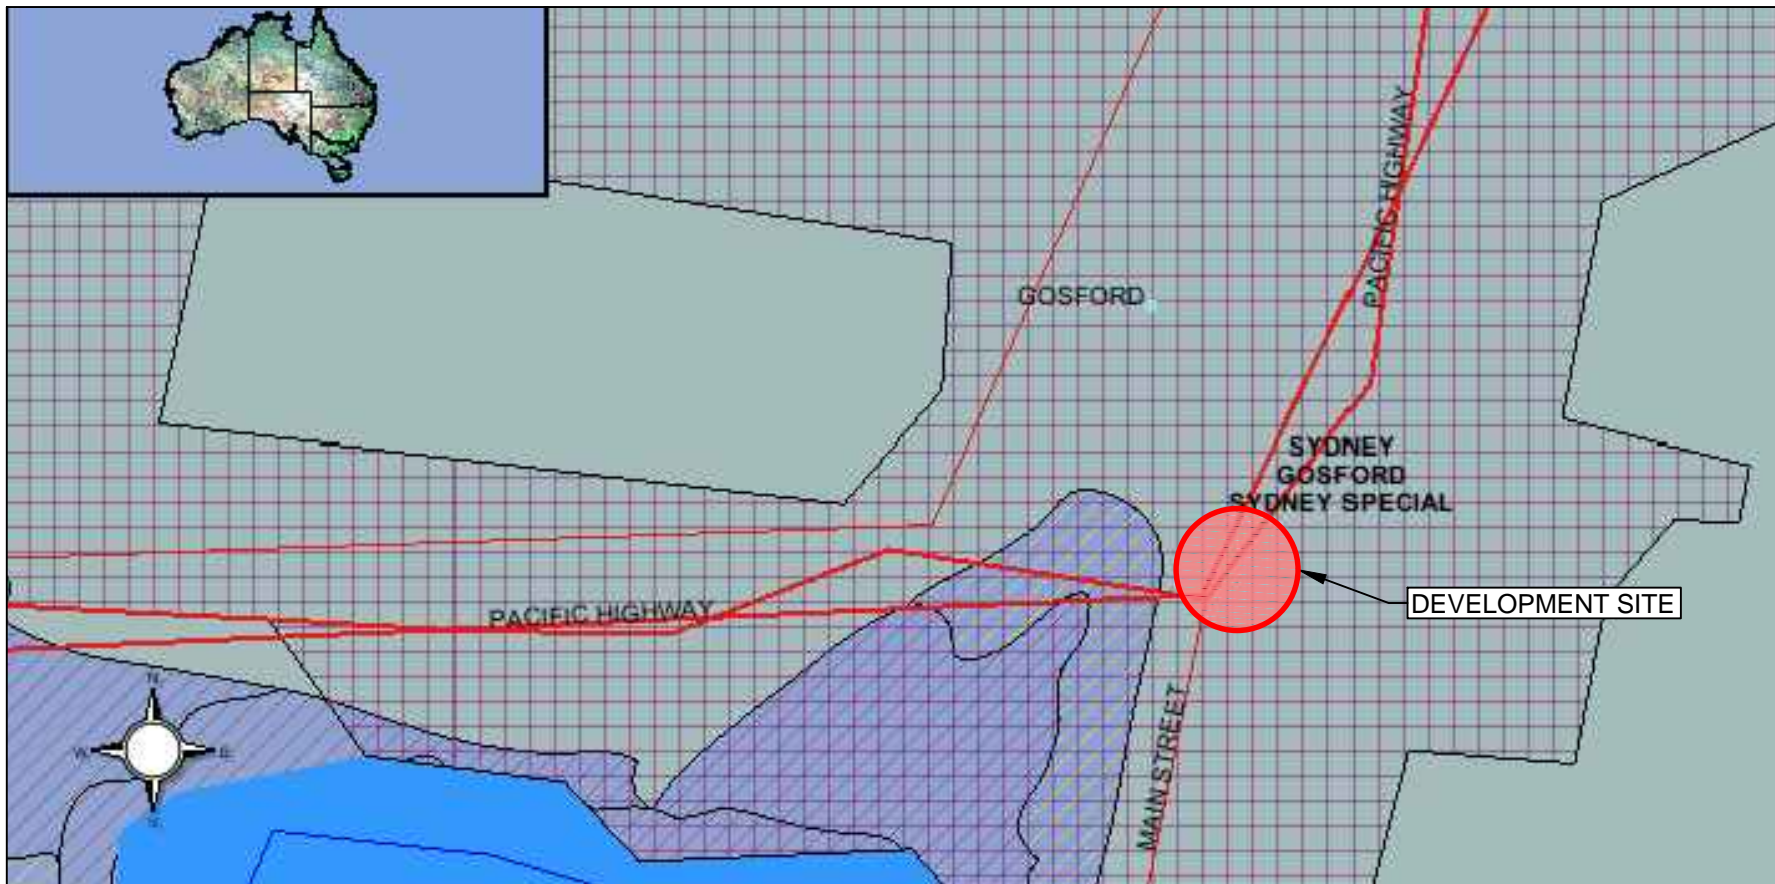 GOSFORD
PACIFIC HIGHWAY
SYDNEY
GOSFORD
SYDNEY SPECIAL
DEVELOPMENT SITE
PACIFIC HIGHWAY
MAIN STREET
N
W
E
S